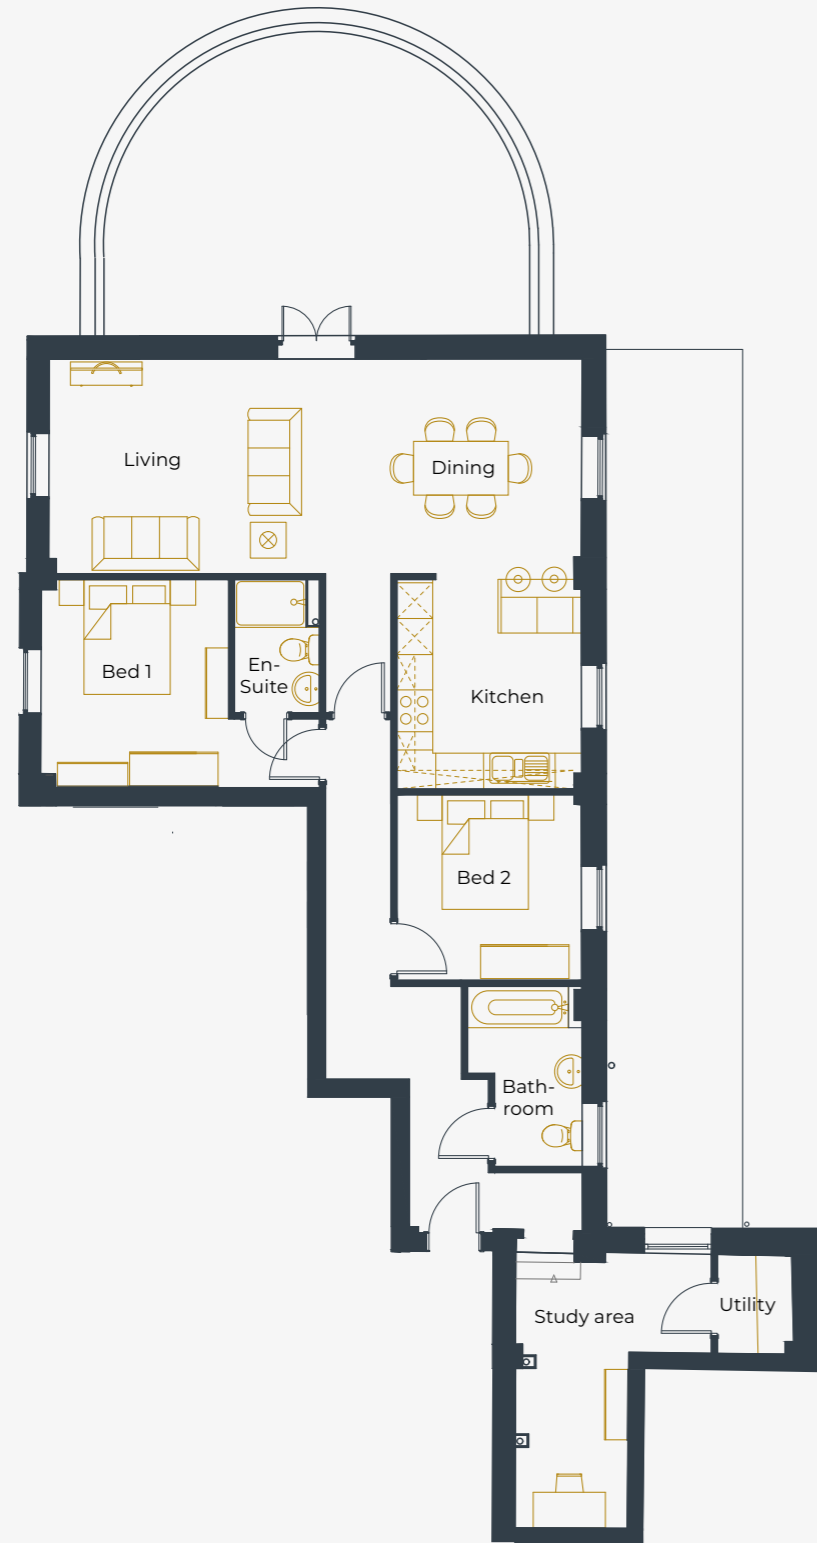 Living
Dining
Bed 1
En-
Suite
Kitchen
Bed 2
Bath-
room
Study area
Utility